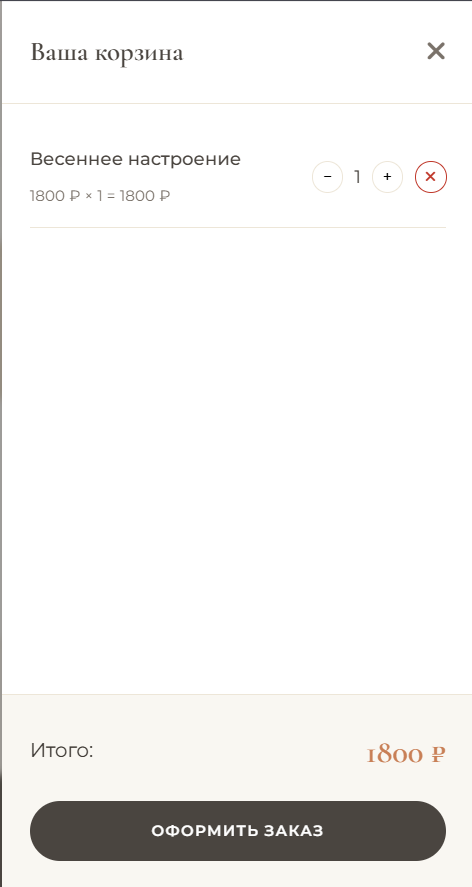 Ваша корзина
Весеннее настроение
1800 ₽ × 1 = 1800 ₽
− 1 +
Итого:
1800 ₽
ОФОРМИТЬ ЗАКАЗ